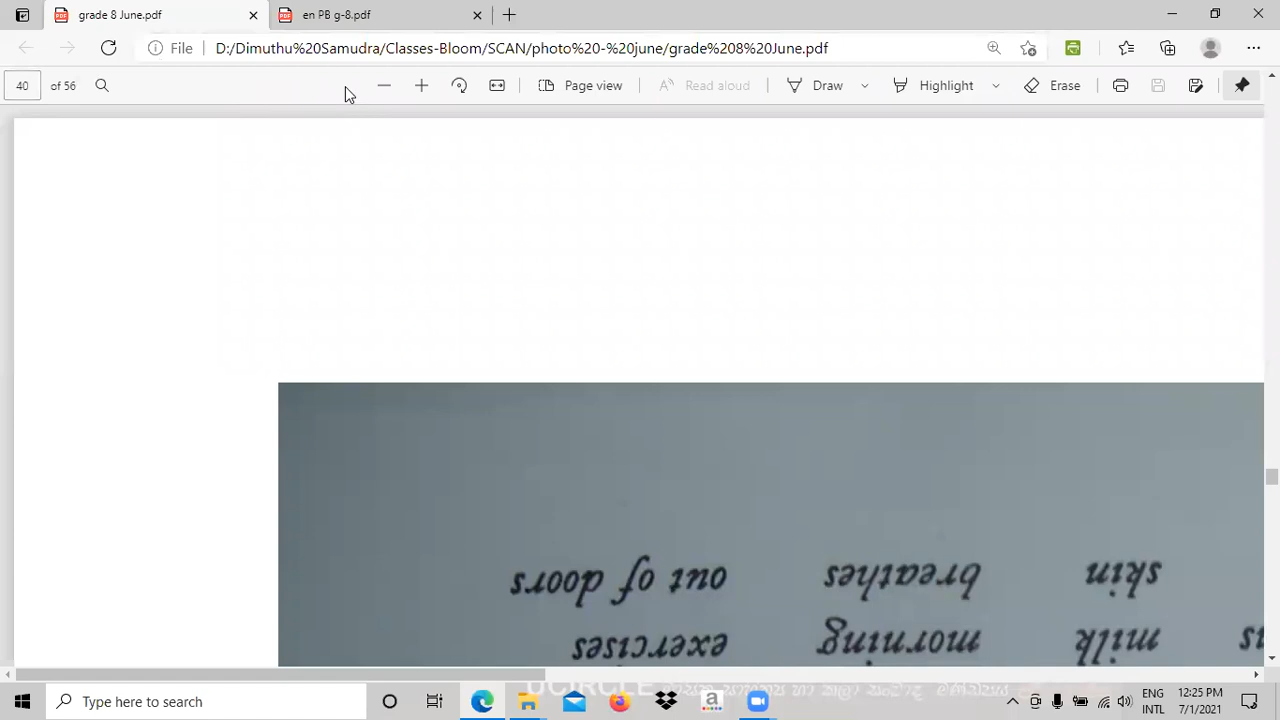 grade 8 June.pdf
en PB g-8.pdf
File D:/Dimuthu%20Samudra/Classes-Bloom/SCAN/photo%20-%20june/grade%208%20June.pdf
40 of 56
Page view
Read aloud
Draw
Highlight
Erase
out of doors breathes skin
exercises morning milk
UCIRCLE
Type here to search
ENG
INTL
12:25 PM
7/1/2021